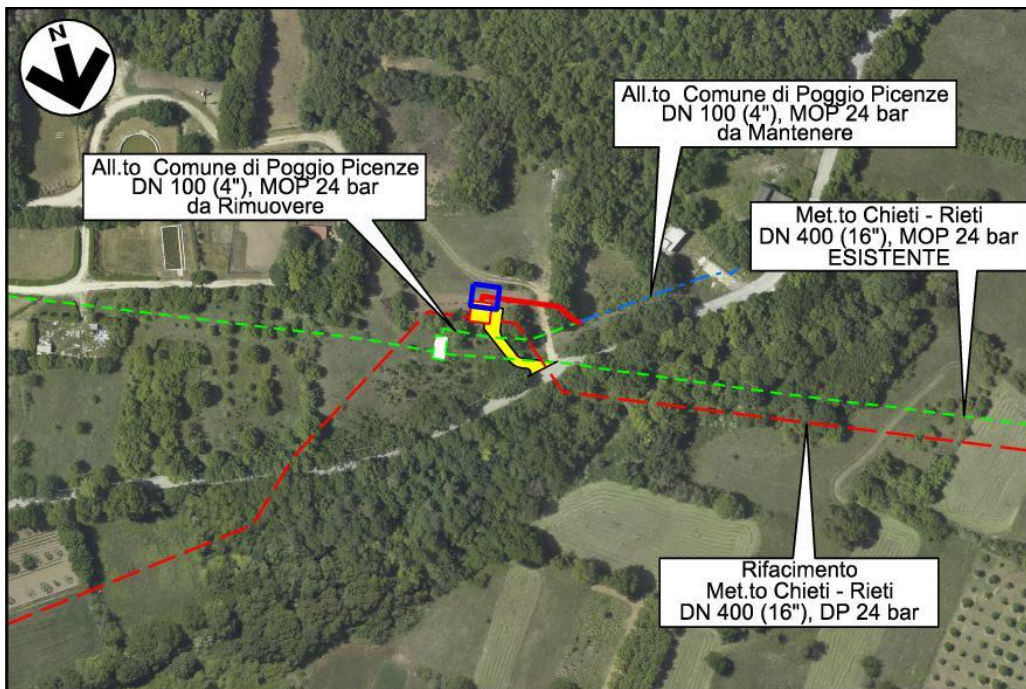 N
All.to Comune di Poggio Picenze
DN 100 (4"), MOP 24 bar
da Mantenere
All.to Comune di Poggio Picenze
DN 100 (4"), MOP 24 bar
da Rimuovere
Met.to Chieti - Rieti
DN 400 (16"), MOP 24 bar
ESISTENTE
Rifacimento
Met.to Chieti - Rieti
DN 400 (16"), DP 24 bar